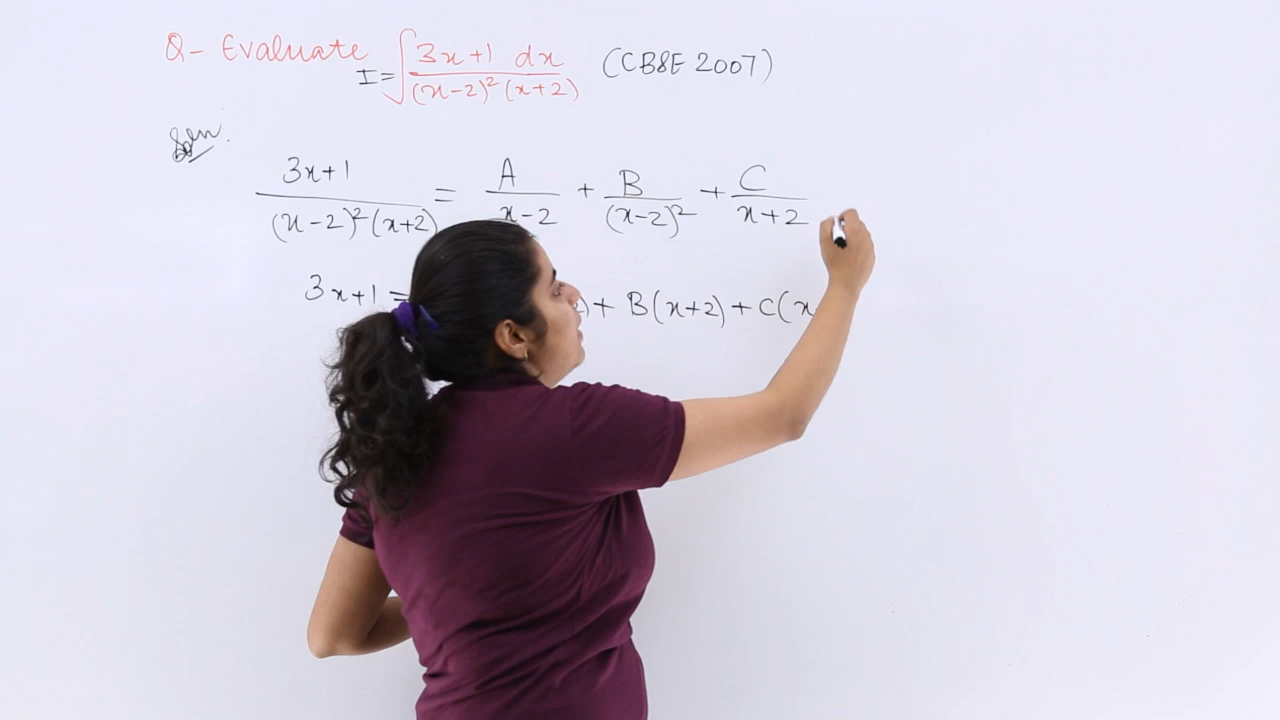 Q- Evaluate I=∫ 3x+1 dx / (x-2)²(x+2) (CBSE 2007)
Soln.
3x+1 / (x-2)²(x+2) = A / x-2 + B / (x-2)² + C / x+2
3x+1 = ) + B(x+2) + C(x